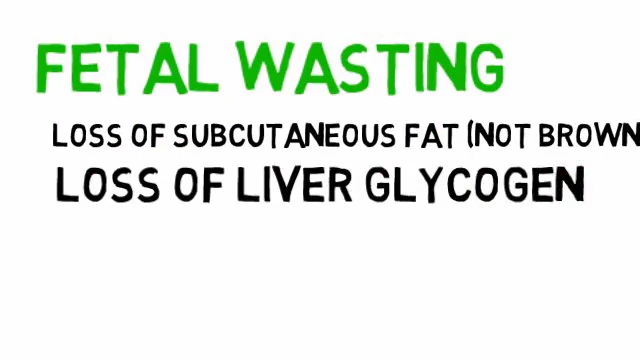 FETAL WASTING
LOSS OF SUBCUTANEOUS FAT (NOT BROWN
LOSS OF LIVER GLYCOGEN